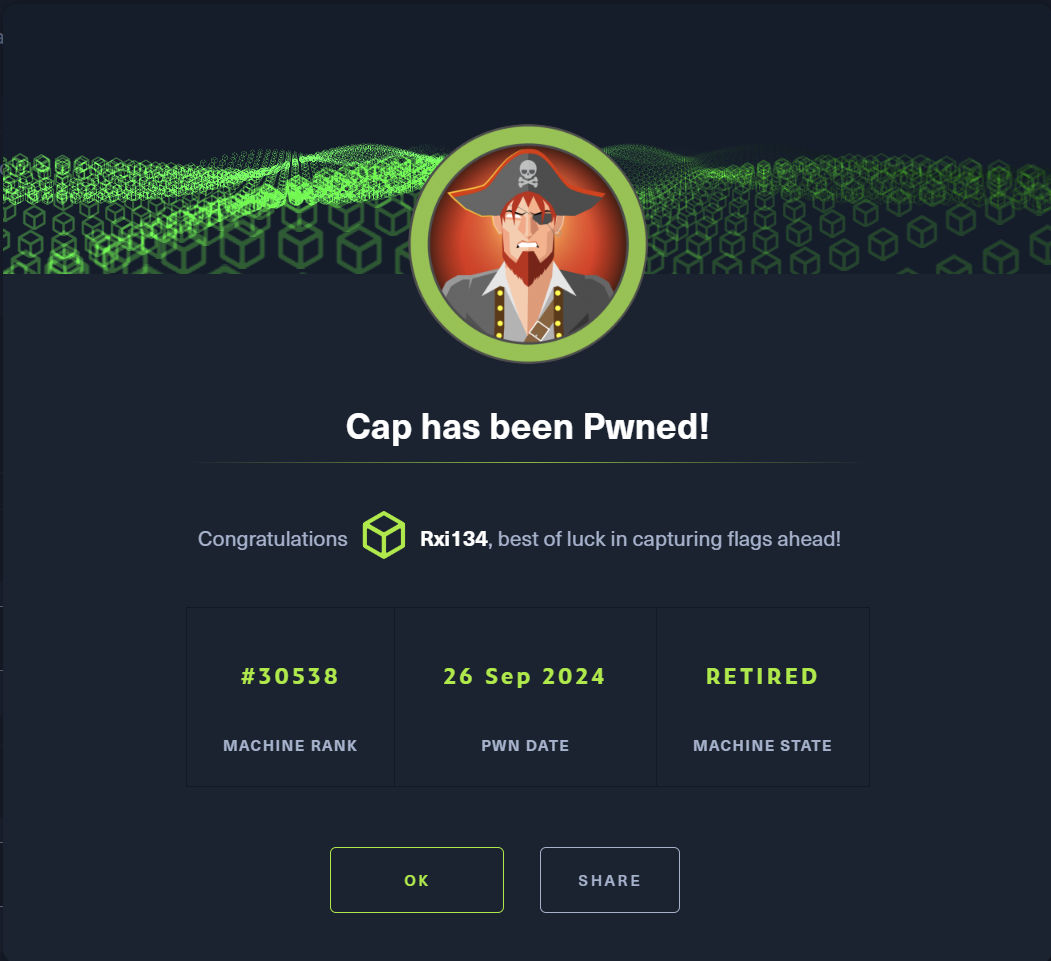 Cap has been Pwned!
Congratulations Rxi134, best of luck in capturing flags ahead!
#30538 26 Sep 2024 RETIRED
MACHINE RANK PWN DATE MACHINE STATE
OK SHARE